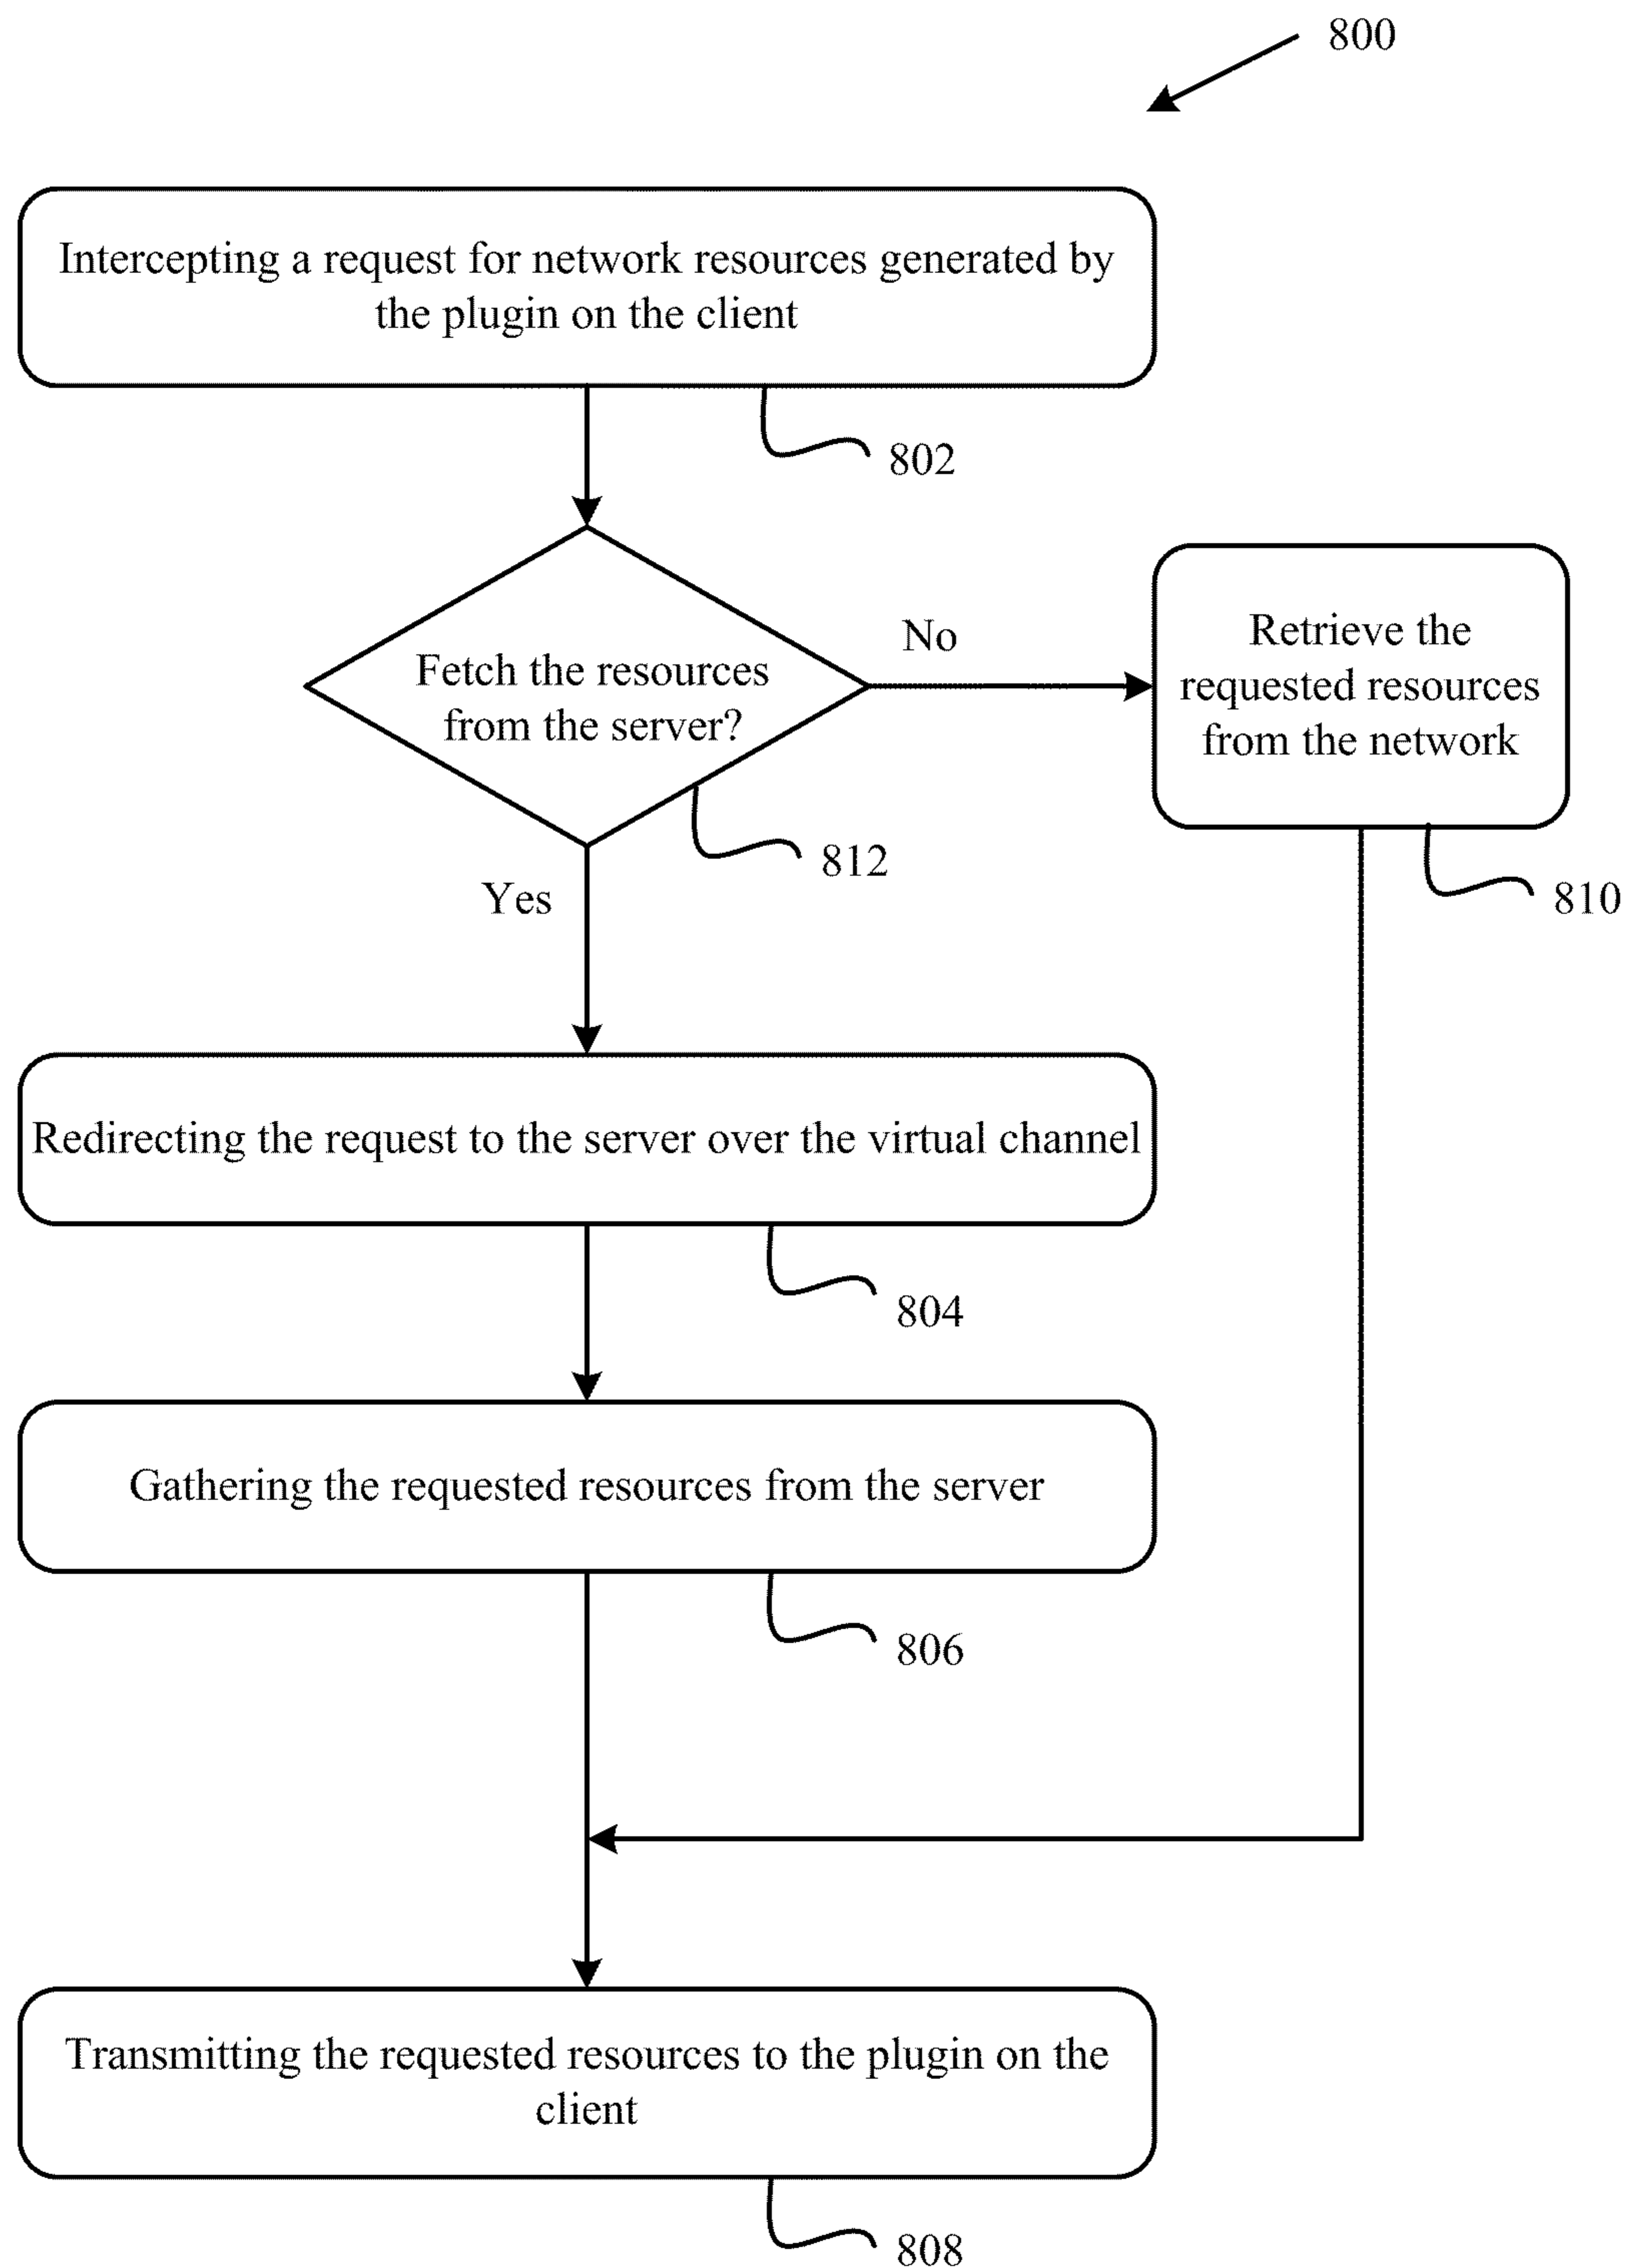 800
Intercepting a request for network resources generated by
the plugin on the client
802
No
Fetch the resources
from the server?
812
Yes
Retrieve the
requested resources
from the network
810
Redirecting the request to the server over the virtual channel
804
Gathering the requested resources from the server
806
Transmitting the requested resources to the plugin on the
client
808